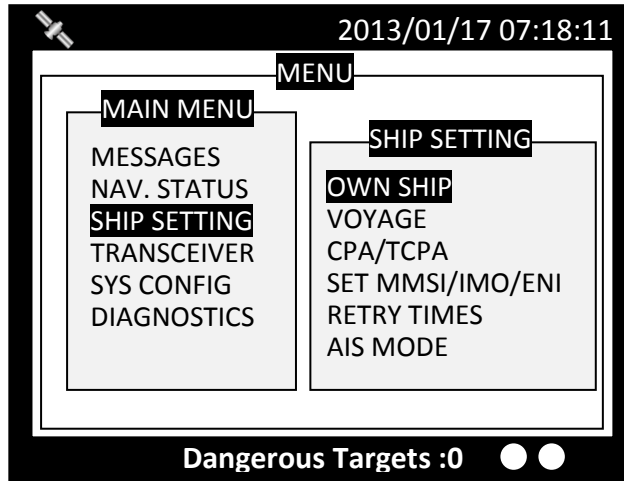 2013/01/17 07:18:11
MENU
MAIN MENU
MESSAGES
NAV. STATUS
SHIP SETTING
TRANSCEIVER
SYS CONFIG
DIAGNOSTICS
SHIP SETTING
OWN SHIP
VOYAGE
CPA/TCPA
SET MMSI/IMO/ENI
RETRY TIMES
AIS MODE
Dangerous Targets :0